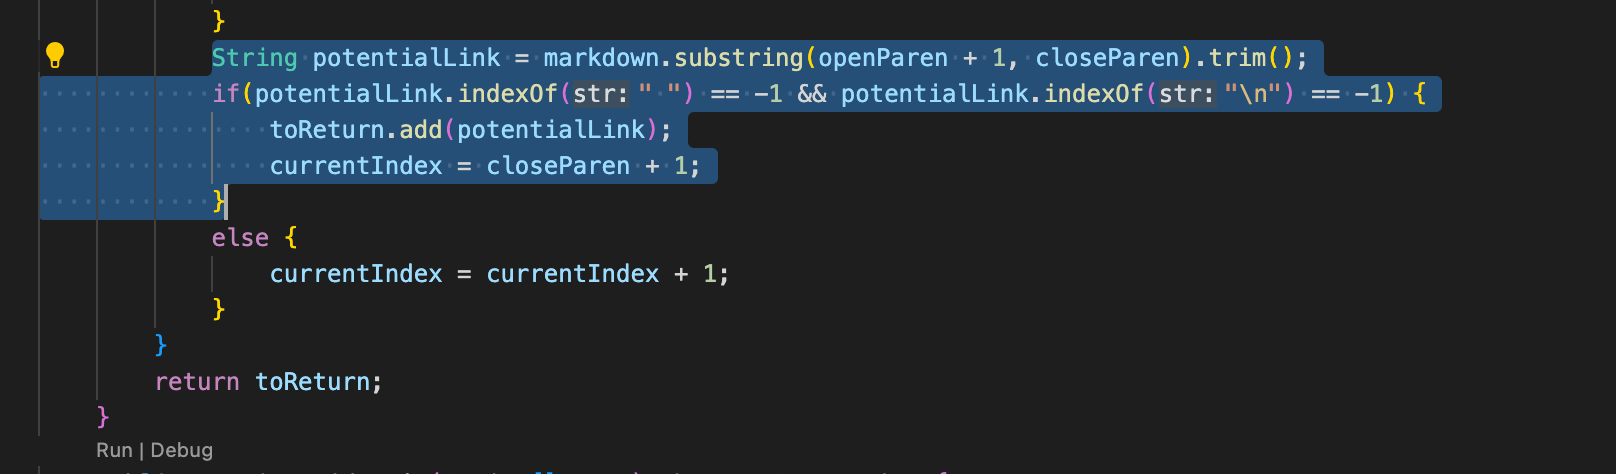 }
String potentialLink = markdown.substring(openParen + 1, closeParen).trim();
if(potentialLink.indexOf(str: " ") == -1 && potentialLink.indexOf(str: "\n") == -1) {
toReturn.add(potentialLink);
currentIndex = closeParen + 1;
}
else {
currentIndex = currentIndex + 1;
}
}
return toReturn;
}
Run | Debug